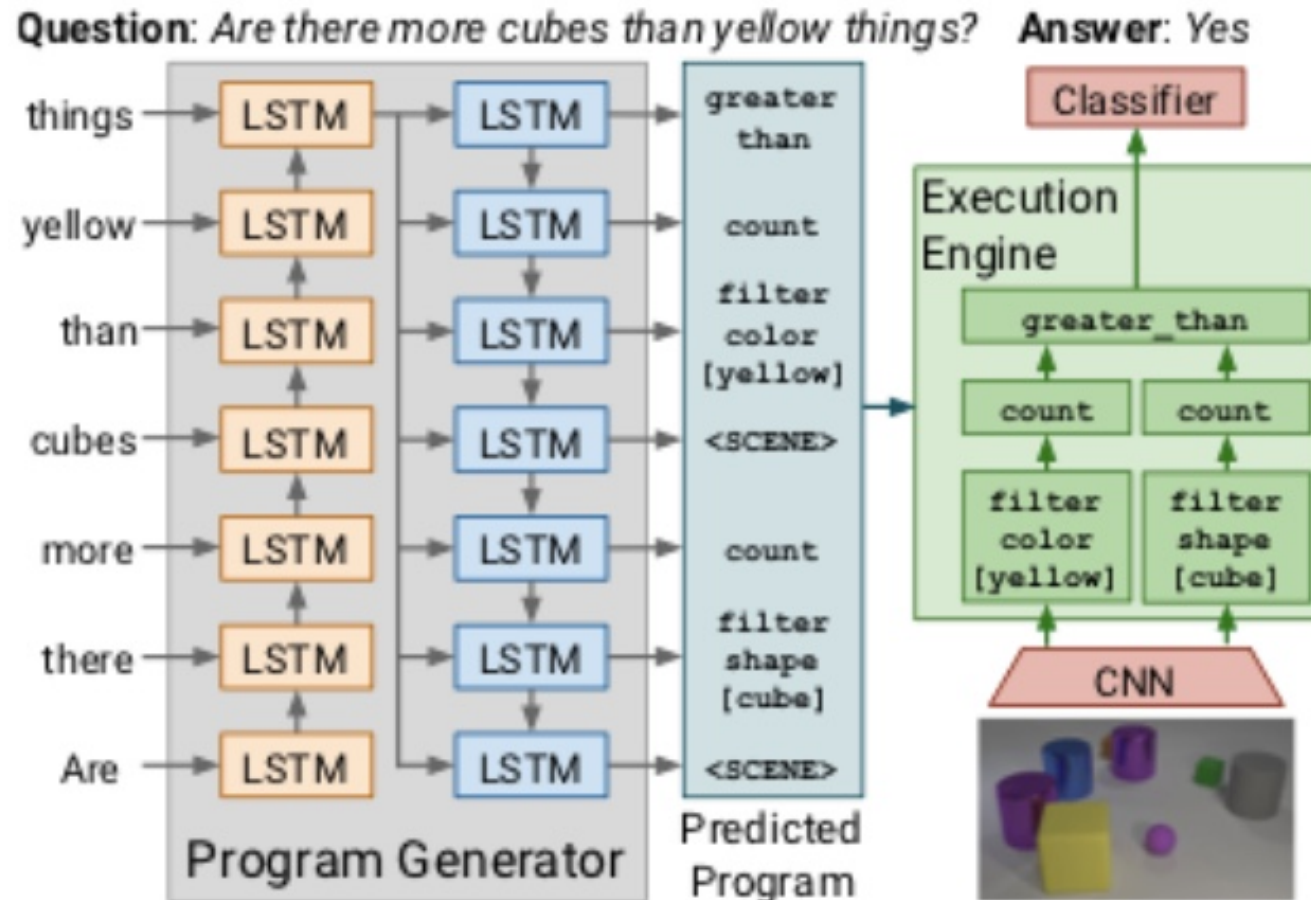 Question: Are there more cubes than yellow things? Answer: Yes
things
LSTM
LSTM
greater
than
yellow
LSTM
LSTM
count
than
LSTM
LSTM
filter
color
[yellow]
cubes
LSTM
LSTM
<SCENE>
more
LSTM
LSTM
count
there
LSTM
LSTM
filter
shape
[cube]
Are
LSTM
LSTM
<SCENE>
Program Generator
Predicted
Program
Classifier
Execution
Engine
greater_than
count
count
filter
color
[yellow]
filter
shape
[cube]
CNN